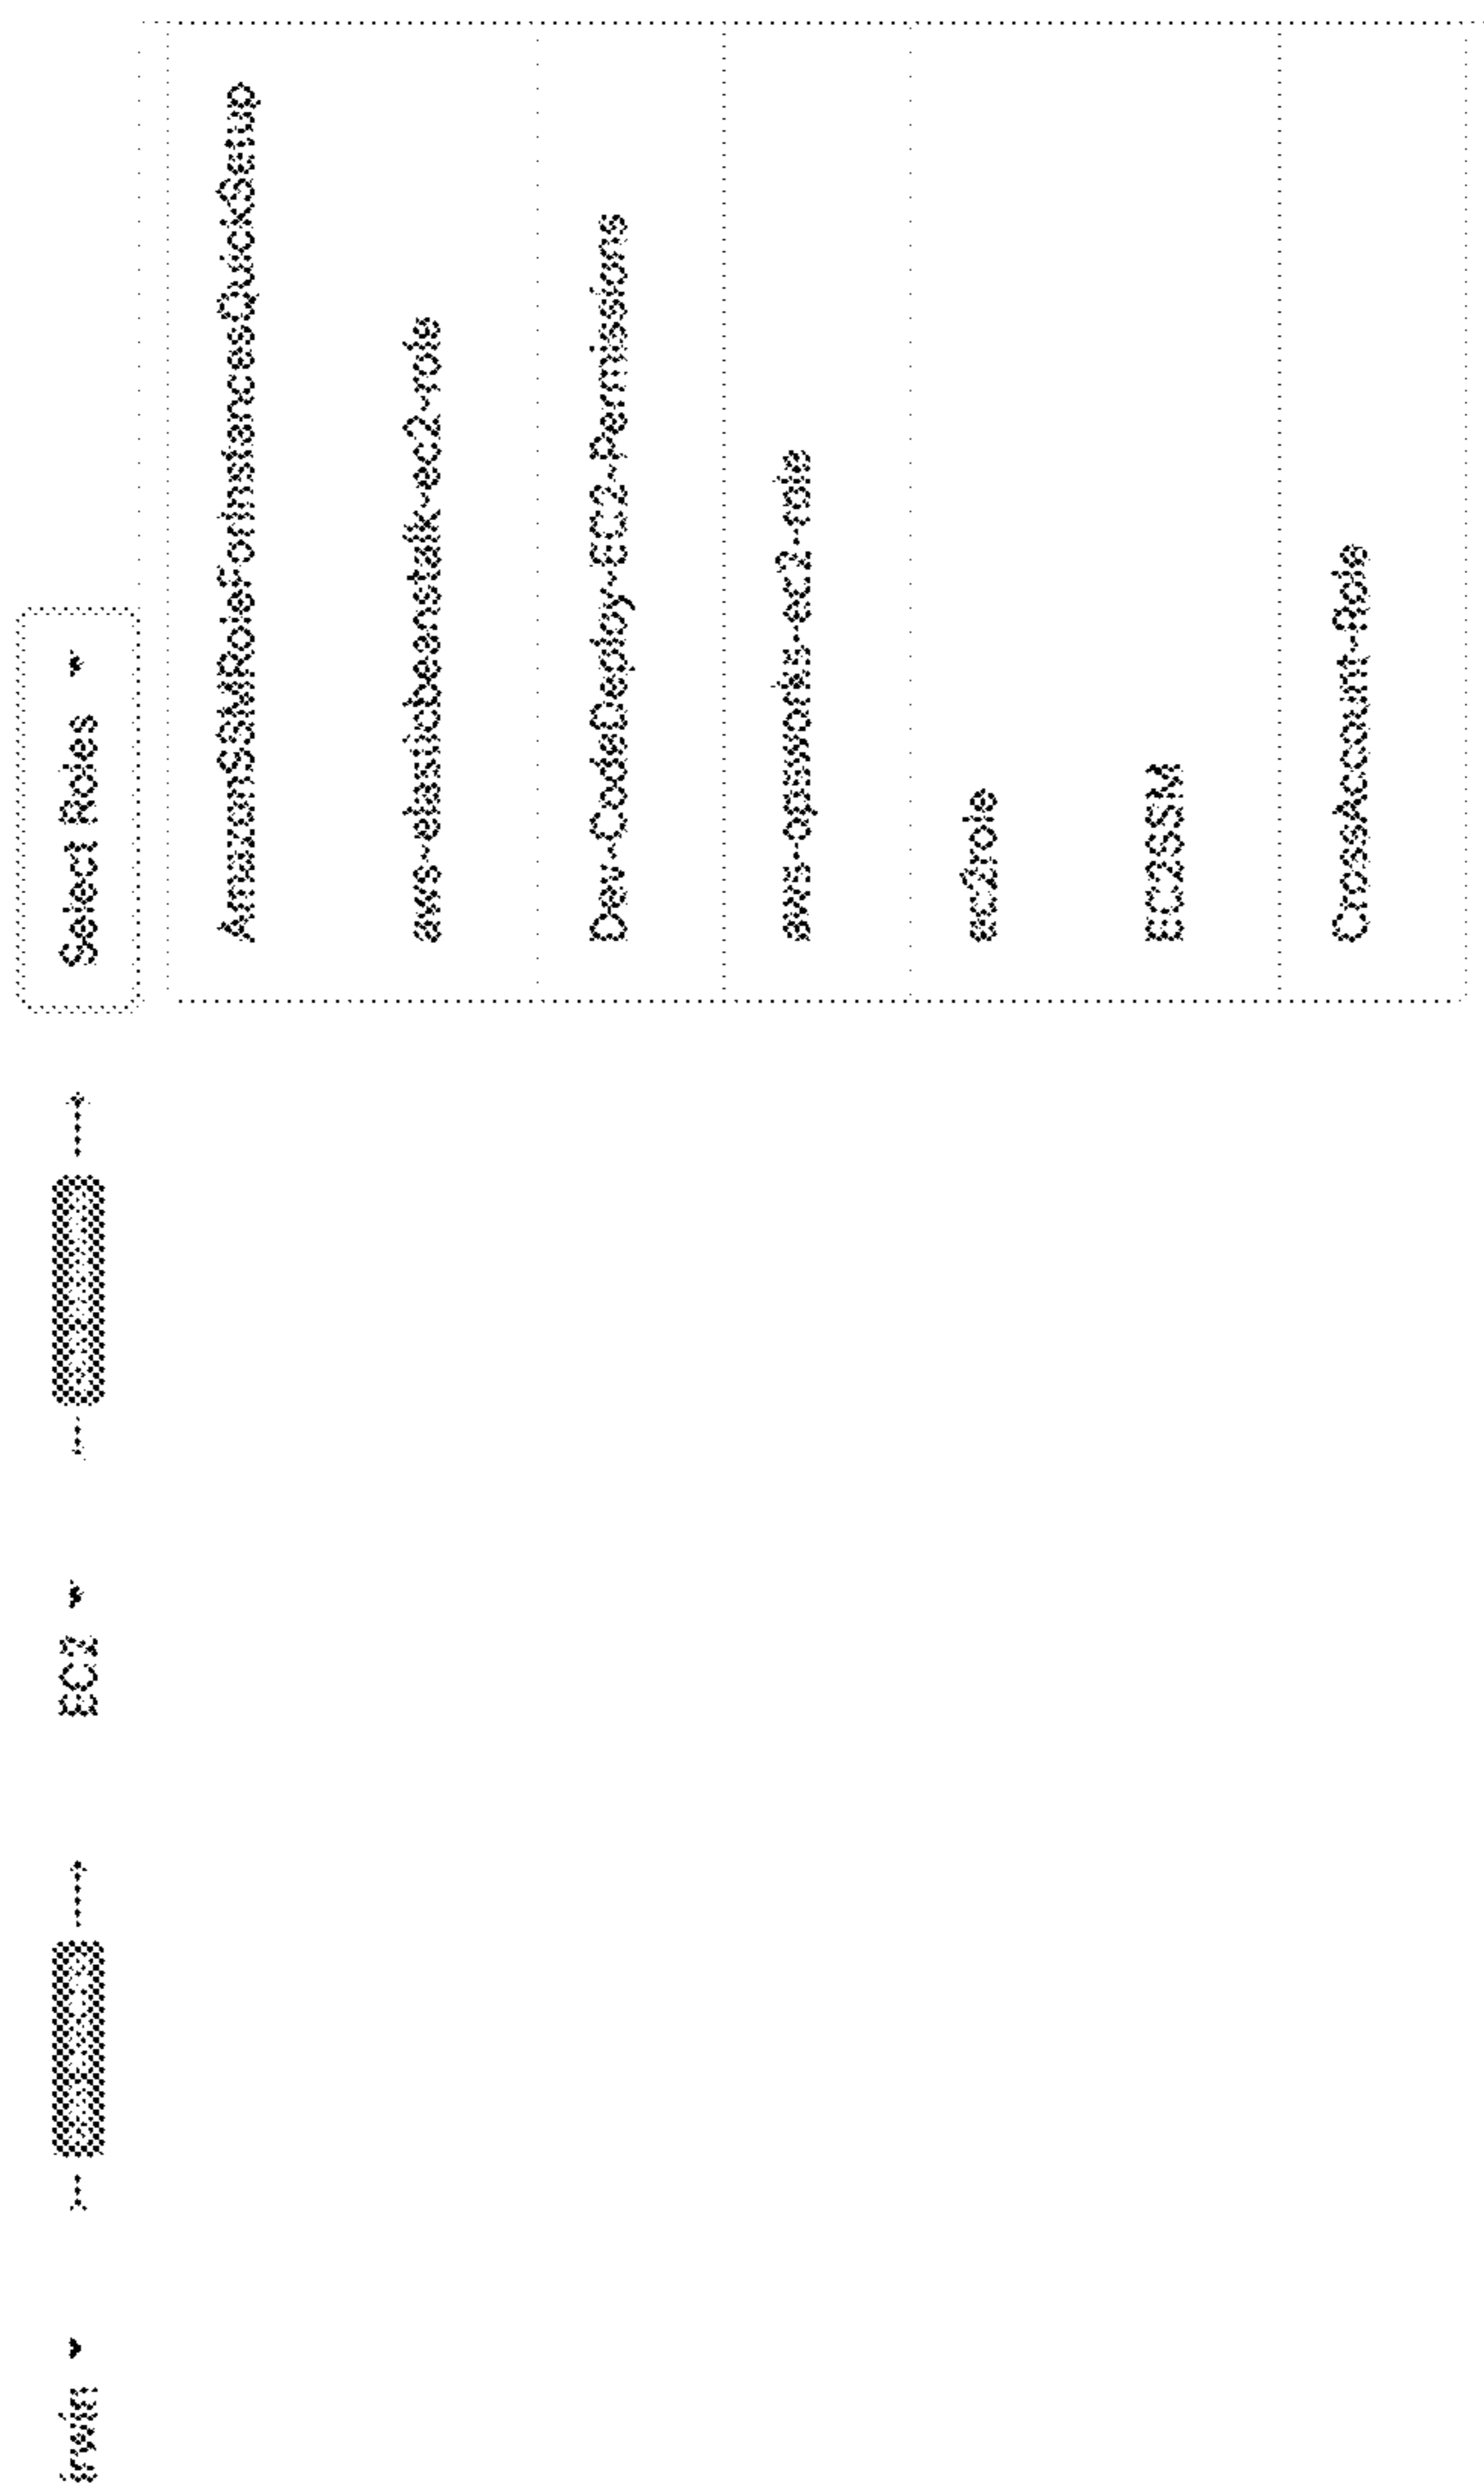 EC2
Select Roles
AmazonSSMRoleForInstancesQuickSetup
aws-elasticbeanstalk-ec2-role
Dev-CodeDeploy-EC2-Permissions
aws-opsworks-ec2-role
ec2role
EC2SSM
CrossAccount-Role